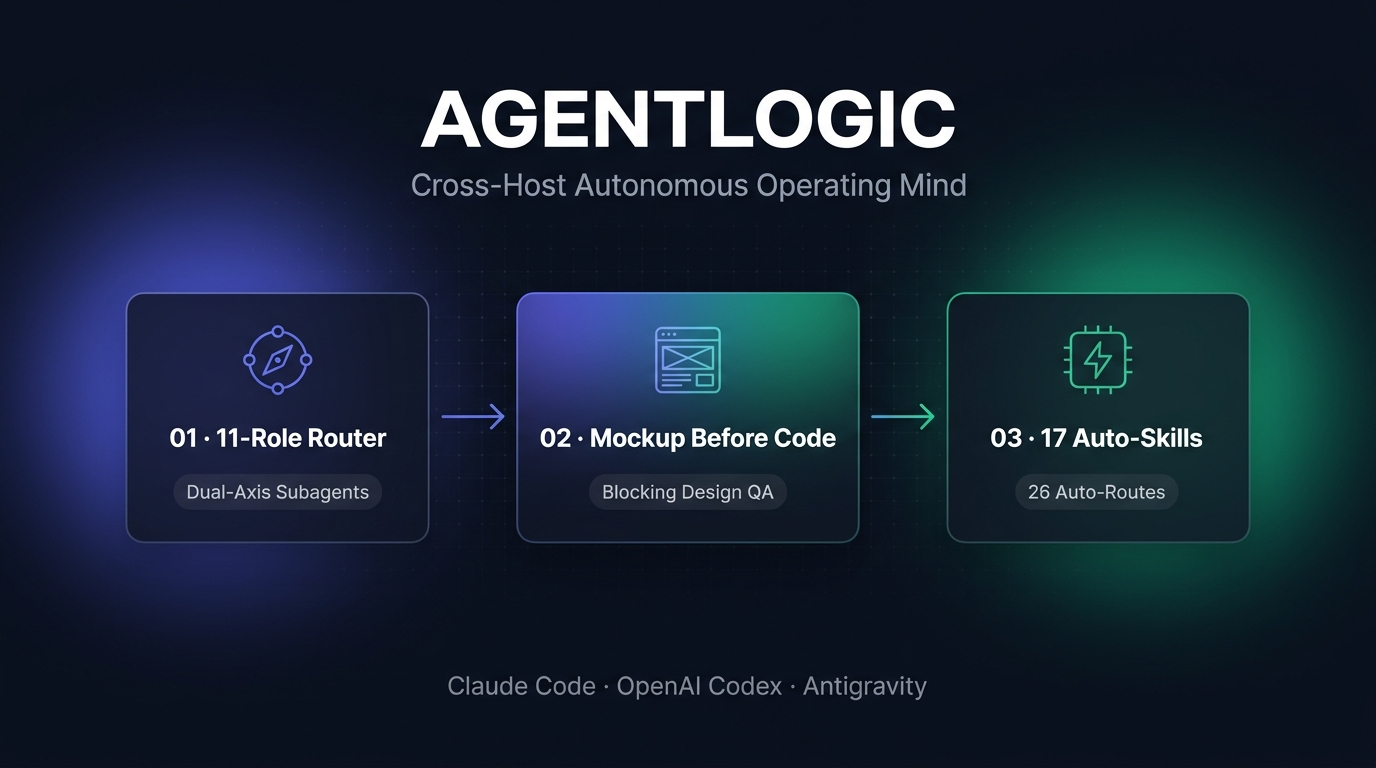 AGENTLOGIC
Cross-Host Autonomous Operating Mind
01 · 11-Role Router
Dual-Axis Subagents
02 · Mockup Before Code
Blocking Design QA
03 · 17 Auto-Skills
26 Auto-Routes
Claude Code · OpenAI Codex · Antigravity